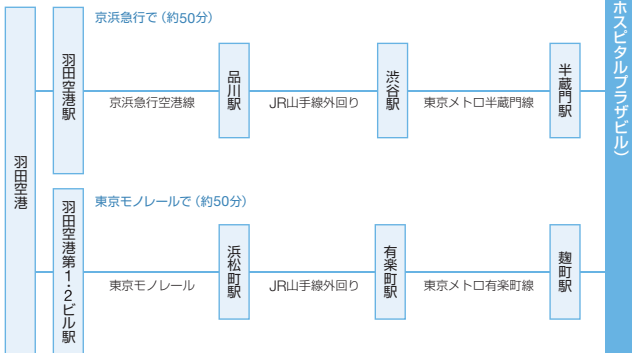 羽田空港
京浜急行で（約50分）
羽田空港駅
京浜急行空港線
品川駅
JR山手線外回り
渋谷駅
東京メトロ半蔵門線
半蔵門駅
東京モノレールで（約50分）
羽田空港第1・2ビル駅
東京モノレール
浜松町駅
JR山手線外回り
有楽町駅
東京メトロ有楽町線
麹町駅
ホスピタルプラザビル）